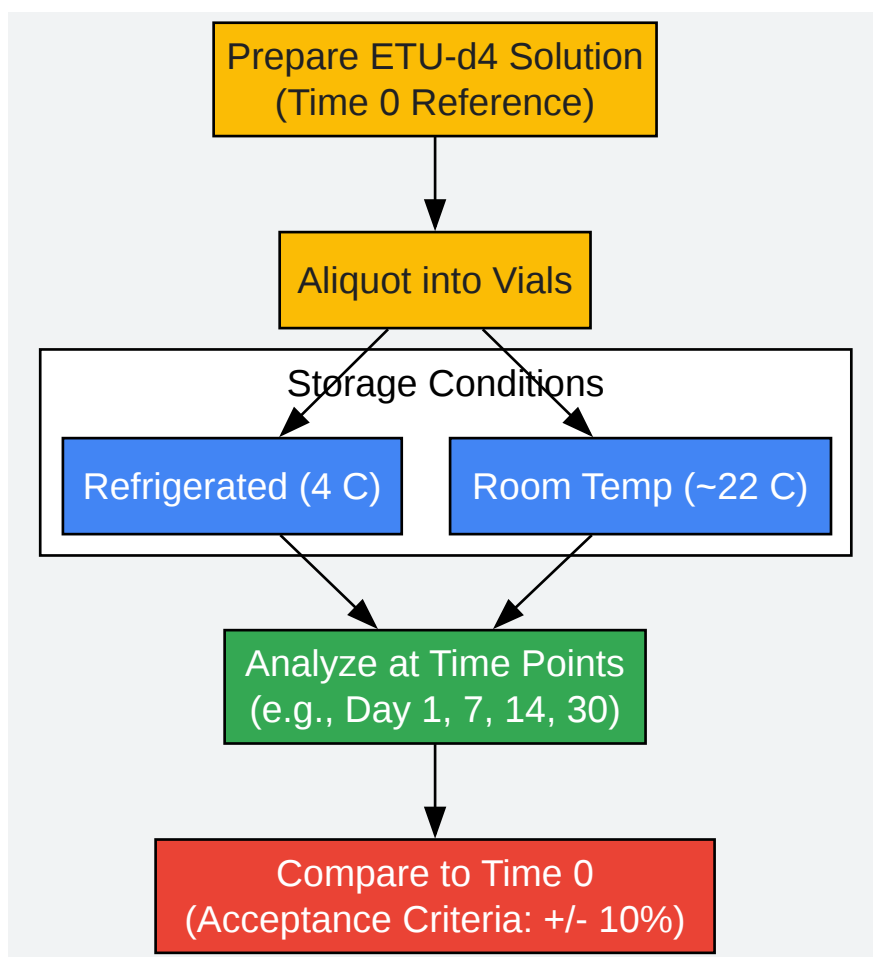 Prepare ETU-d4 Solution
(Time 0 Reference)
Aliquot into Vials
Storage Conditions
Refrigerated (4 C)
Room Temp (~22 C)
Analyze at Time Points
(e.g., Day 1, 7, 14, 30)
Compare to Time 0
(Acceptance Criteria: +/- 10%)